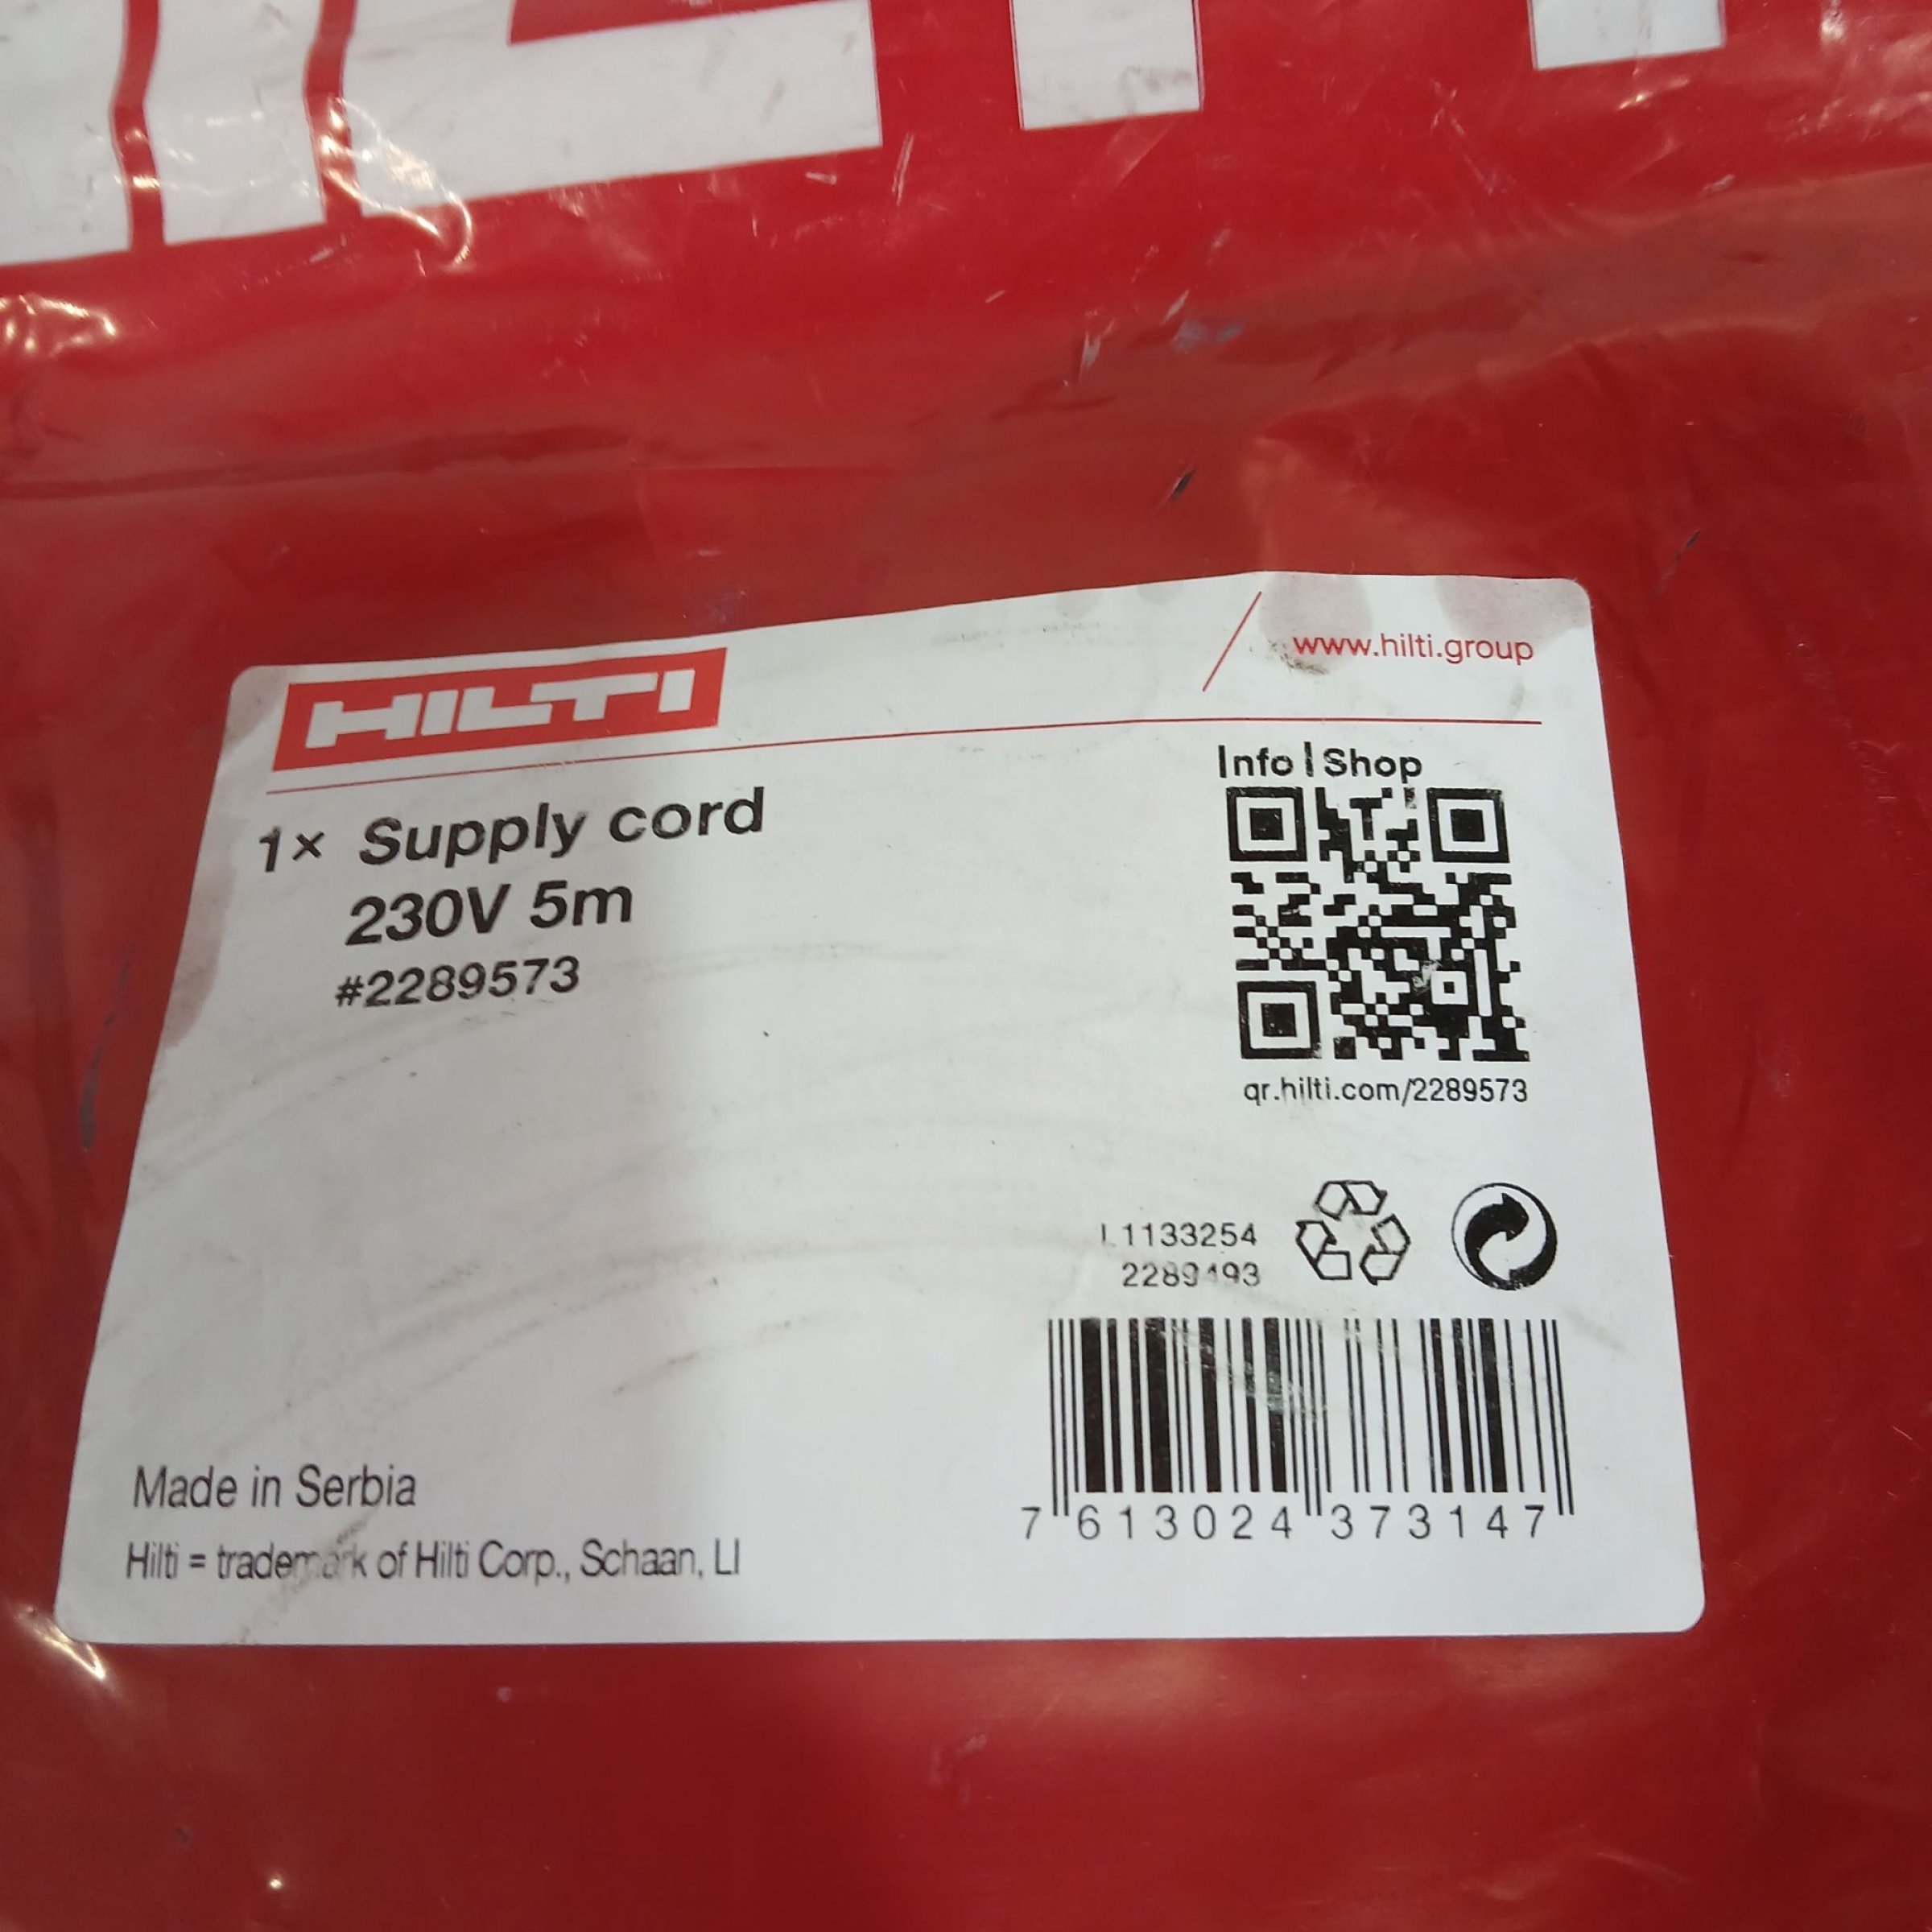 HILTI
www.hilti.group
1× Supply cord
230V 5m
#2289573
Info | Shop
qr.hilti.com/2289573
L1133254
2289493
7 613024 373147
Made in Serbia
Hilti = trademark of Hilti Corp., Schaan, LI